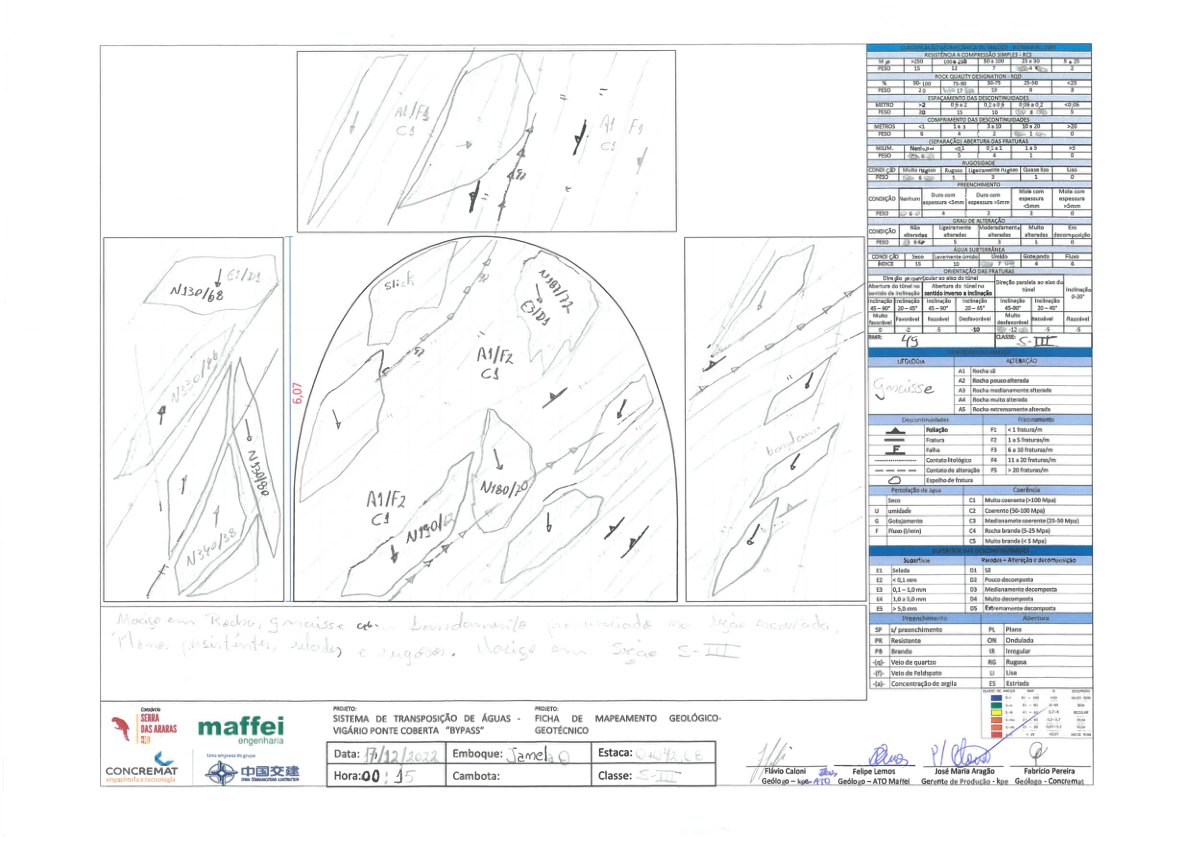 A1/F1
C1
A1 F1
C1
E1/D1
N130/68
slick
N187/72
E3/D1
A1/F2
C1
N330/46
N330/80
N340/38
N180/20
A1/F2
C1
N190/62
6,07
Maciço em Rocha, gnaisse
bandamento
na seção escavada.
Planos persistentes, selados e rugosos. Maciço em Seção S-III
RESISTÊNCIA A COMPRESSÃO SIMPLES - RCS
M pa >250 100 a 250 50 a 100 25 a 50 5 a 25
PESO 15 12 7 4 2
ROCK QUALITY DESIGNATION - RQD
% 90-100 75-90 50-75 25-50 <25
PESO 20 17 13 8 3
ESPAÇAMENTO DAS DESCONTINUIDADES
METRO >2 0,6 a 2 0,2 a 0,6 0,06 a 0,2 <0,06
PESO 20 15 10 8 5
COMPRIMENTO DAS DESCONTINUIDADES
METROS <1 1 a 3 3 a 10 10 a 20 >20
PESO 6 4 2 1 0
(SEPARAÇÃO) ABERTURA DAS FRATURAS
MILIM. Nenhuma <0,1 0,1 a 1 1 a 5 >5
PESO 6 5 4 1 0
RUGOSIDADE
CONDIÇÃO Muito rugoso Rugoso Ligeiramente rugoso Quase liso Liso
PESO 6 5 3 1 0
PREENCHIMENTO
CONDIÇÃO Nenhum Duro com espessura <5mm Duro com espessura >5mm Mole com espessura <5mm Mole com espessura >5mm
PESO 6 4 2 2 0
GRAU DE ALTERAÇÃO
CONDIÇÃO Não alteradas Ligeiramente alteradas Moderadamente alteradas Muito alteradas Em decomposição
PESO 6 5 3 1 0
ÁGUA SUBTERRÂNEA
CONDIÇÃO Seco Levemente úmido Úmido Gotejando Fluxo
ÍNDICE 15 10 7 4 0
ORIENTAÇÃO DAS FRATURAS
Direção perpendicular ao eixo do túnel
Direção paralela ao eixo do túnel
Inclinação 0-20°
Abertura do túnel no sentido da inclinação
Abertura do túnel no sentido inverso a inclinação
Inclinação 45 – 90° Inclinação 20 – 45° Inclinação 45 – 90° Inclinação 20 – 45° Inclinação 45-90° Inclinação 20 – 45°
Muito favorável Favorável Razoável Desfavorável Muito desfavorável Razoável Razoável
0 -2 -5 -10 -12 -5 -5
RMR: 49 CLASSE: S-III
LITOLOGIA ALTERAÇÃO
Gnaisse
A1 Rocha sã
A2 Rocha pouco alterada
A3 Rocha medianamente alterada
A4 Rocha muito alterada
A5 Rocha extremamente alterada
Descontinuidades Fraturamento
Foliação F1 < 1 fratura/m
Fratura F2 1 a 5 fraturas/m
F Falha F3 6 a 10 fraturas/m
Contato litológico F4 11 a 20 fraturas/m
Contato de alteração F5 > 20 fraturas/m
Espelho de fratura
Percolação de água Coerência
Seco C1 Muito coerente (>100 Mpa)
U umidade C2 Coerente (50-100 Mpa)
G Gotejamento C3 Medianamete coerente (25-50 Mpa)
F Fluxo (l/min) C4 Rocha branda (5-25 Mpa)
C5 Muito branda (< 5 Mpa)
SUPERFÍCIE DAS DESCONTINUIDADES
Superfície Paredes – Alteração e decomposição
E1 Selada D1 Sã
E2 < 0,1 mm D2 Pouco decomposta
E3 0,1 – 1,0 mm D3 Medianamente decomposta
E4 1,0 a 5,0 mm D4 Muito decomposta
E5 > 5,0 mm D5 Extremamente decomposta
Preenchimento Abertura
SP s/ preenchimento PL Plana
PR Resistente ON Ondulada
PB Brando IR Irregular
-(q)- Veio de quartzo RG Rugosa
-(f)- Veio de Feldspato LI Lisa
-(a)- Concentração de argila ES Estriada
Consórcio
SERRA
DAS ARARAS
maffei
engenharia
CONCREMAT
engenharia e tecnologia
Uma empresa do grupo
中国交建
CHINA COMMUNICATIONS CONSTRUCTION
PROJETO:
SISTEMA DE TRANSPOSIÇÃO DE ÁGUAS -
VIGÁRIO PONTE COBERTA “BYPASS”
PROJETO:
FICHA DE MAPEAMENTO GEOLÓGICO-
GEOTÉCNICO
Data: 17/12/2022 Emboque: Janela O Estaca:
Hora: 00:15 Cambota: Classe: S-III
Flávio Caloni Felipe Lemos José Maria Aragão Fabrício Pereira
Geólogo – kpe ATO Geólogo – ATO Maffei Gerente de Produção - kpe Geólogo - Concremat